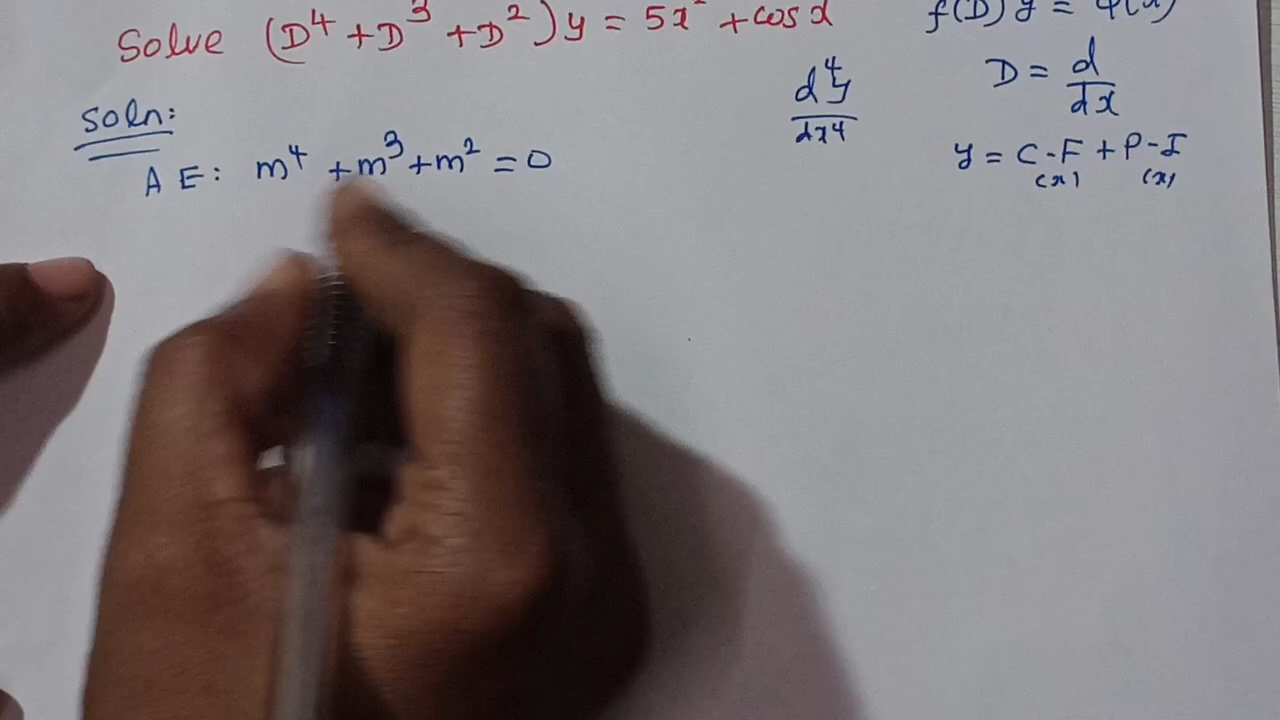 Solve (D⁴ + D³ + D²) y = 5x² + cos x
f(D) y = φ(x)
D = d/dx
d⁴y/dx⁴
Soln:
A E: m⁴ + m³ + m² = 0
y = C-F + P-I
(x) (x)